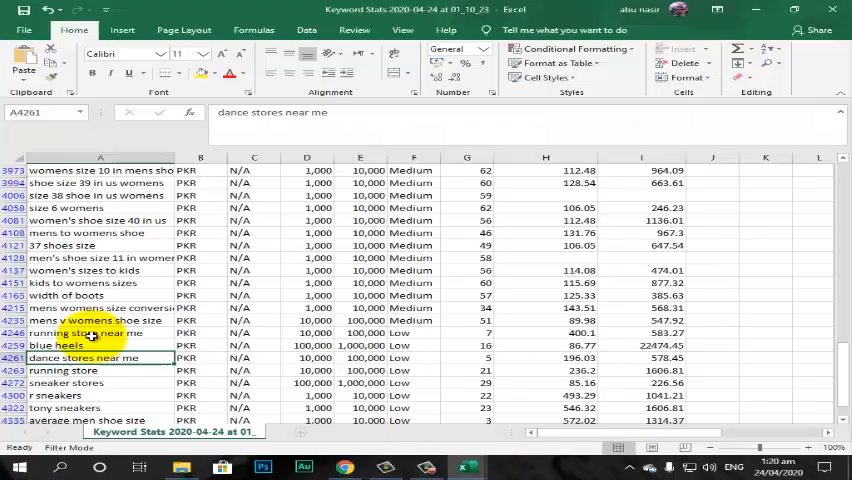 Keyword Stats 2020-04-24 at 01_10_23 - Excel
abu nasir
File Home Insert Page Layout Formulas Data Review View Help Tell me what you want to do Share
Paste
Calibri 11
B I U
General
%
Conditional Formatting
Format as Table
Cell Styles
Insert
Delete
Format
Clipboard Font Alignment Number Styles Cells Editing
A4261 fx dance stores near me
A B C D E F G H I J K L
3973 womens size 10 in mens sho PKR N/A 1,000 10,000 Medium 62 112.48 964.09
3994 shoe size 39 in us womens PKR N/A 1,000 10,000 Medium 60 128.54 663.61
4006 size 38 shoe in us womens PKR N/A 1,000 10,000 Medium 59
4058 size 6 womens PKR N/A 1,000 10,000 Medium 62 106.05 246.23
4081 women's shoe size 40 in us PKR N/A 1,000 10,000 Medium 56 112.48 1136.01
4108 mens to womens shoe PKR N/A 1,000 10,000 Medium 46 131.76 967.3
4121 37 shoes size PKR N/A 1,000 10,000 Medium 49 106.05 647.54
4128 men's shoe size 11 in women PKR N/A 1,000 10,000 Medium 58
4137 women's sizes to kids PKR N/A 1,000 10,000 Medium 56 114.08 474.01
4151 kids to womens sizes PKR N/A 1,000 10,000 Medium 60 115.69 877.32
4165 width of boots PKR N/A 1,000 10,000 Medium 57 125.33 385.63
4215 mens womens size conversi PKR N/A 1,000 10,000 Medium 34 143.51 568.31
4235 mens v womens shoe size PKR N/A 10,000 100,000 Medium 51 89.98 547.92
4246 running store near me PKR N/A 10,000 100,000 Low 7 400.1 583.27
4259 blue heels PKR N/A 100,000 1,000,000 Low 16 86.77 22474.45
4261 dance stores near me PKR N/A 10,000 100,000 Low 5 196.03 578.45
4263 running store PKR N/A 10,000 100,000 Low 21 236.2 1606.81
4272 sneaker stores PKR N/A 100,000 1,000,000 Low 29 85.16 226.56
4300 r sneakers PKR N/A 10,000 100,000 Low 22 493.29 1041.21
4322 tony sneakers PKR N/A 10,000 100,000 Low 23 546.32 1606.81
4335 average men shoe size PKR N/A 10,000 100,000 Low 3 572.02 1314.37
Keyword Stats 2020-04-24 at 01_
Ready Filter Mode 100%
Ps Au
ENG
1:20 am
24/04/2020